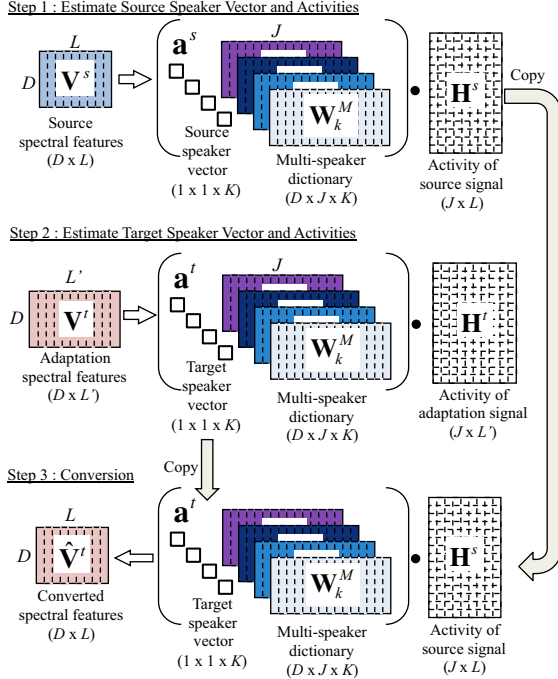 Step 1 : Estimate Source Speaker Vector and Activities
L
D
V^s
Source
spectral features
(D x L)
a^s
J
W_k^M
Source
speaker
vector
(1 x 1 x K)
Multi-speaker
dictionary
(D x J x K)
H^s
Activity of
source signal
(J x L)
Copy
Step 2 : Estimate Target Speaker Vector and Activities
L'
D
V^t
Adaptation
spectral features
(D x L')
a^t
J
W_k^M
Target
speaker
vector
(1 x 1 x K)
Multi-speaker
dictionary
(D x J x K)
H^t
Activity of
adaptation signal
(J x L')
Copy
Step 3 : Conversion
L
D
V̂^t
Converted
spectral features
(D x L)
a^t
W_k^M
Target
speaker
vector
(1 x 1 x K)
Multi-speaker
dictionary
(D x J x K)
H^s
Activity of
source signal
(J x L)